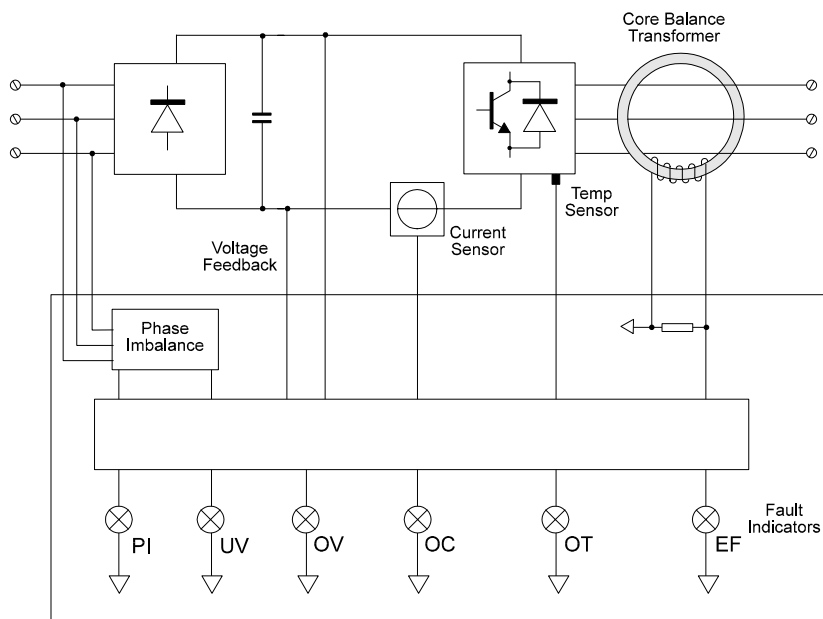 Core Balance
Transformer
Temp
Sensor
Current
Sensor
Voltage
Feedback
Phase
Imbalance
Fault
Indicators
PI
UV
OV
OC
OT
EF